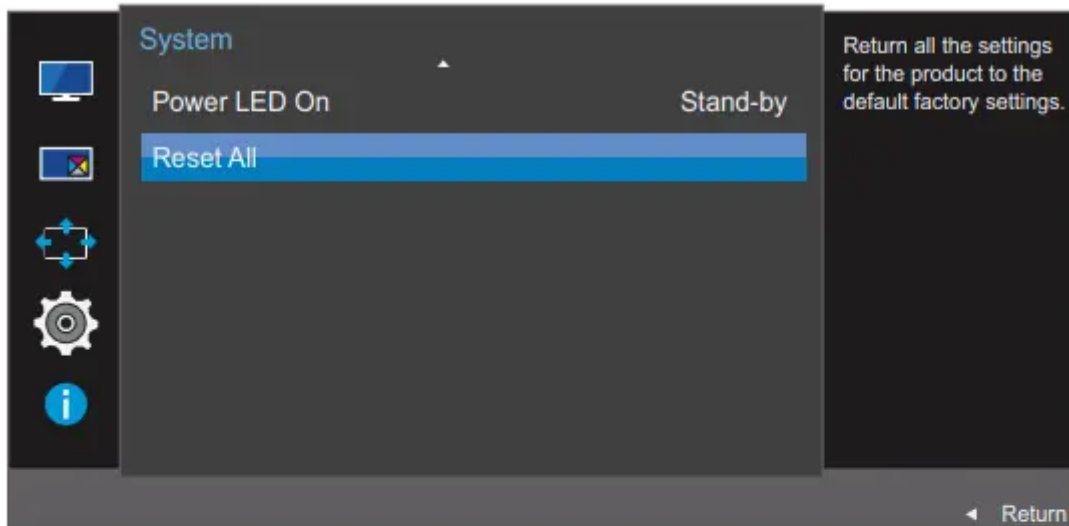 System
Power LED On Stand-by
Reset All
Return all the settings
for the product to the
default factory settings.
Return